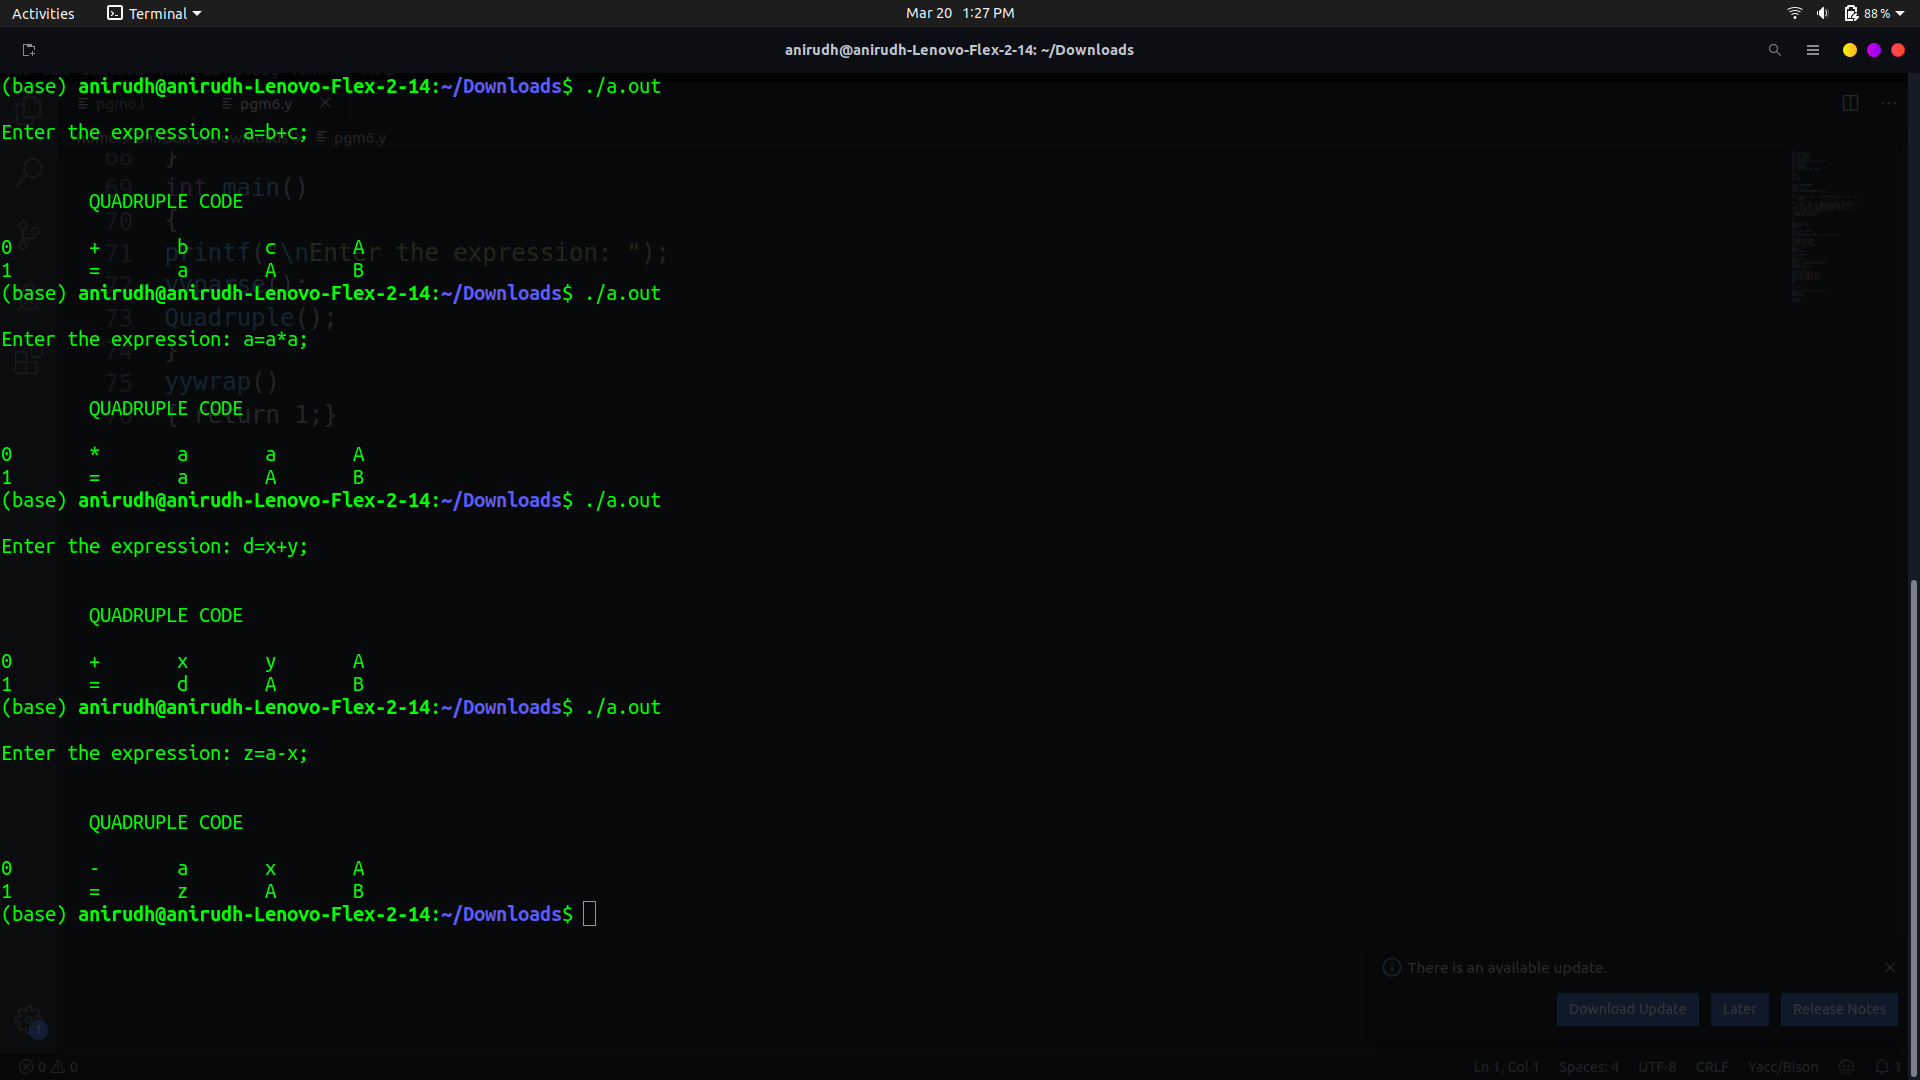 Activities Terminal Mar 20 1:27 PM 88 %
anirudh@anirudh-Lenovo-Flex-2-14: ~/Downloads
(base) anirudh@anirudh-Lenovo-Flex-2-14:~/Downloads$ ./a.out
pgm6.l pgm6.y
Enter the expression: a=b+c;
pgm6.y
68 }
69 int main()
QUADRUPLE CODE
70 {
0 + b c A
71 printf("\nEnter the expression: ");
1 = a A B
72 yyparse();
(base) anirudh@anirudh-Lenovo-Flex-2-14:~/Downloads$ ./a.out
73 Quadruple();
Enter the expression: a=a*a;
74 }
75 yywrap()
QUADRUPLE CODE
76 { return 1;}
0 * a a A
1 = a A B
(base) anirudh@anirudh-Lenovo-Flex-2-14:~/Downloads$ ./a.out
Enter the expression: d=x+y;
QUADRUPLE CODE
0 + x y A
1 = d A B
(base) anirudh@anirudh-Lenovo-Flex-2-14:~/Downloads$ ./a.out
Enter the expression: z=a-x;
QUADRUPLE CODE
0 - a x A
1 = z A B
(base) anirudh@anirudh-Lenovo-Flex-2-14:~/Downloads$
There is an available update.
Download Update Later Release Notes
1
0 0 Ln 1, Col 1 Spaces: 4 UTF-8 CRLF Yacc/Bison 1